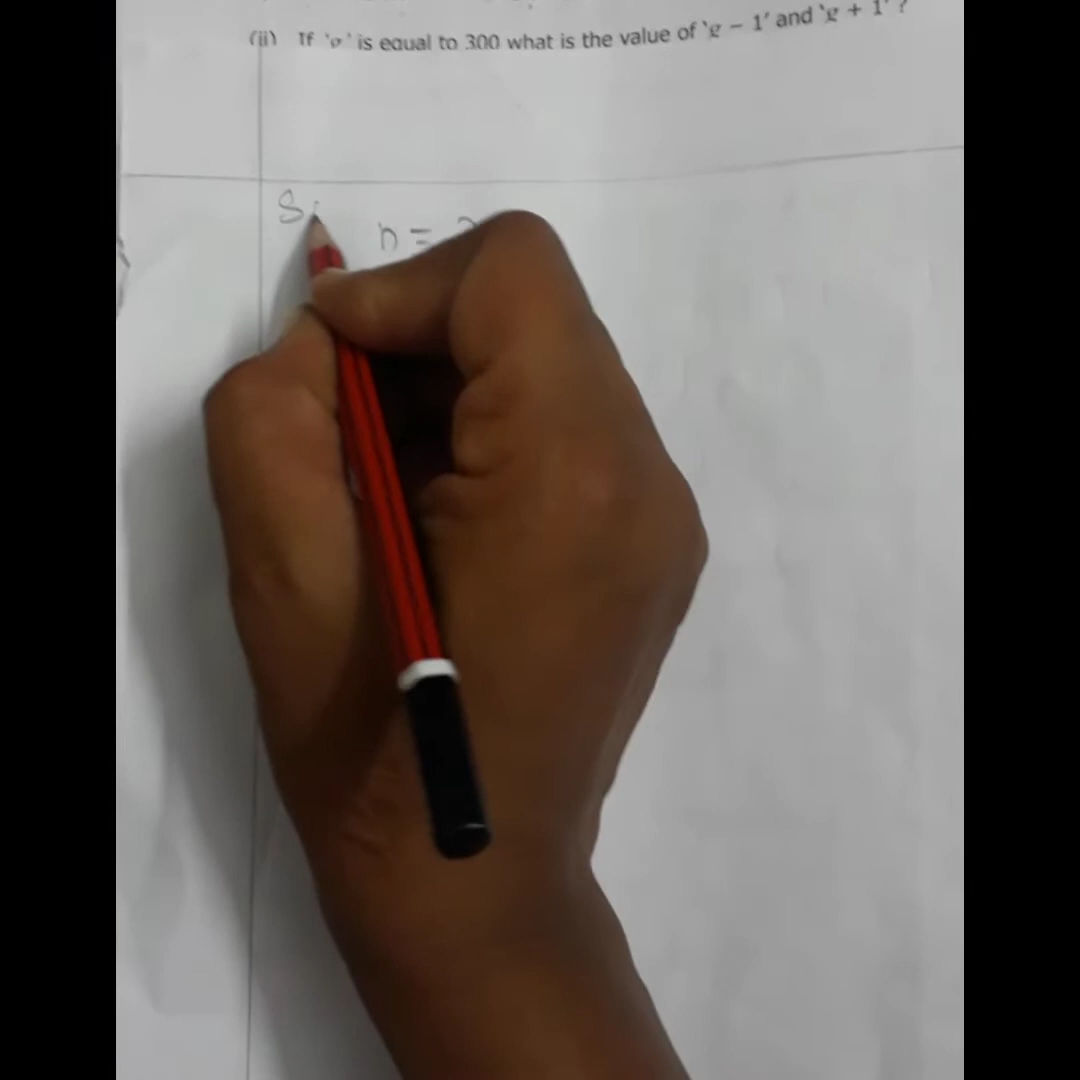 (ii) If 'g' is equal to 300 what is the value of 'g – 1' and 'g + 1' ?
S
n =